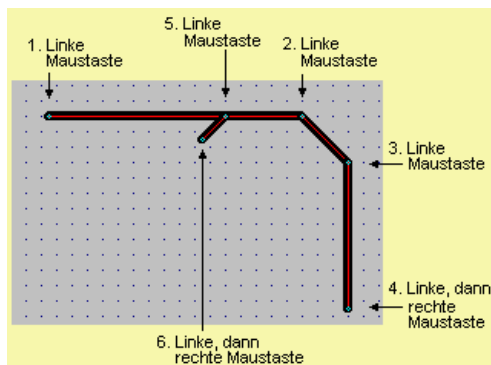 1. Linke
Maustaste
5. Linke
Maustaste
2. Linke
Maustaste
3. Linke
Maustaste
4. Linke, dann
rechte
Maustaste
6. Linke, dann
rechte Maustaste